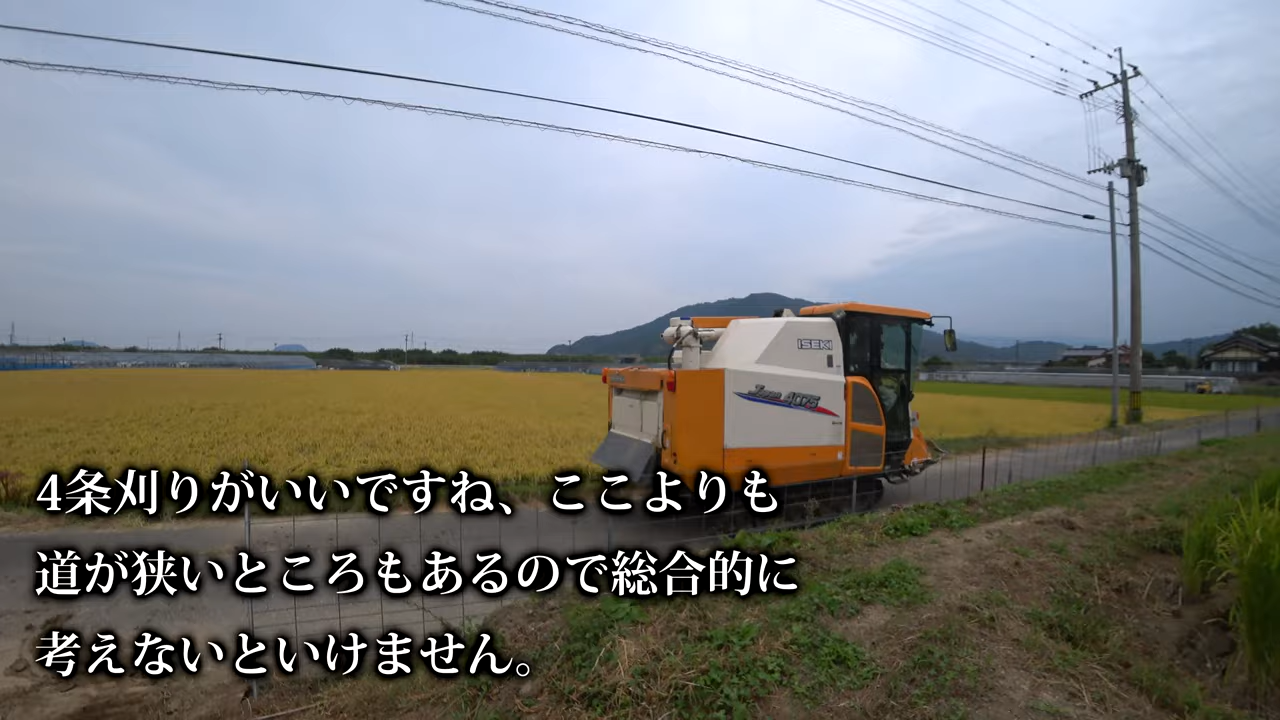 ISEKI
Japan 4075
4条刈りがいいですね、ここよりも
道が狭いところもあるので総合的に
考えないといけません。